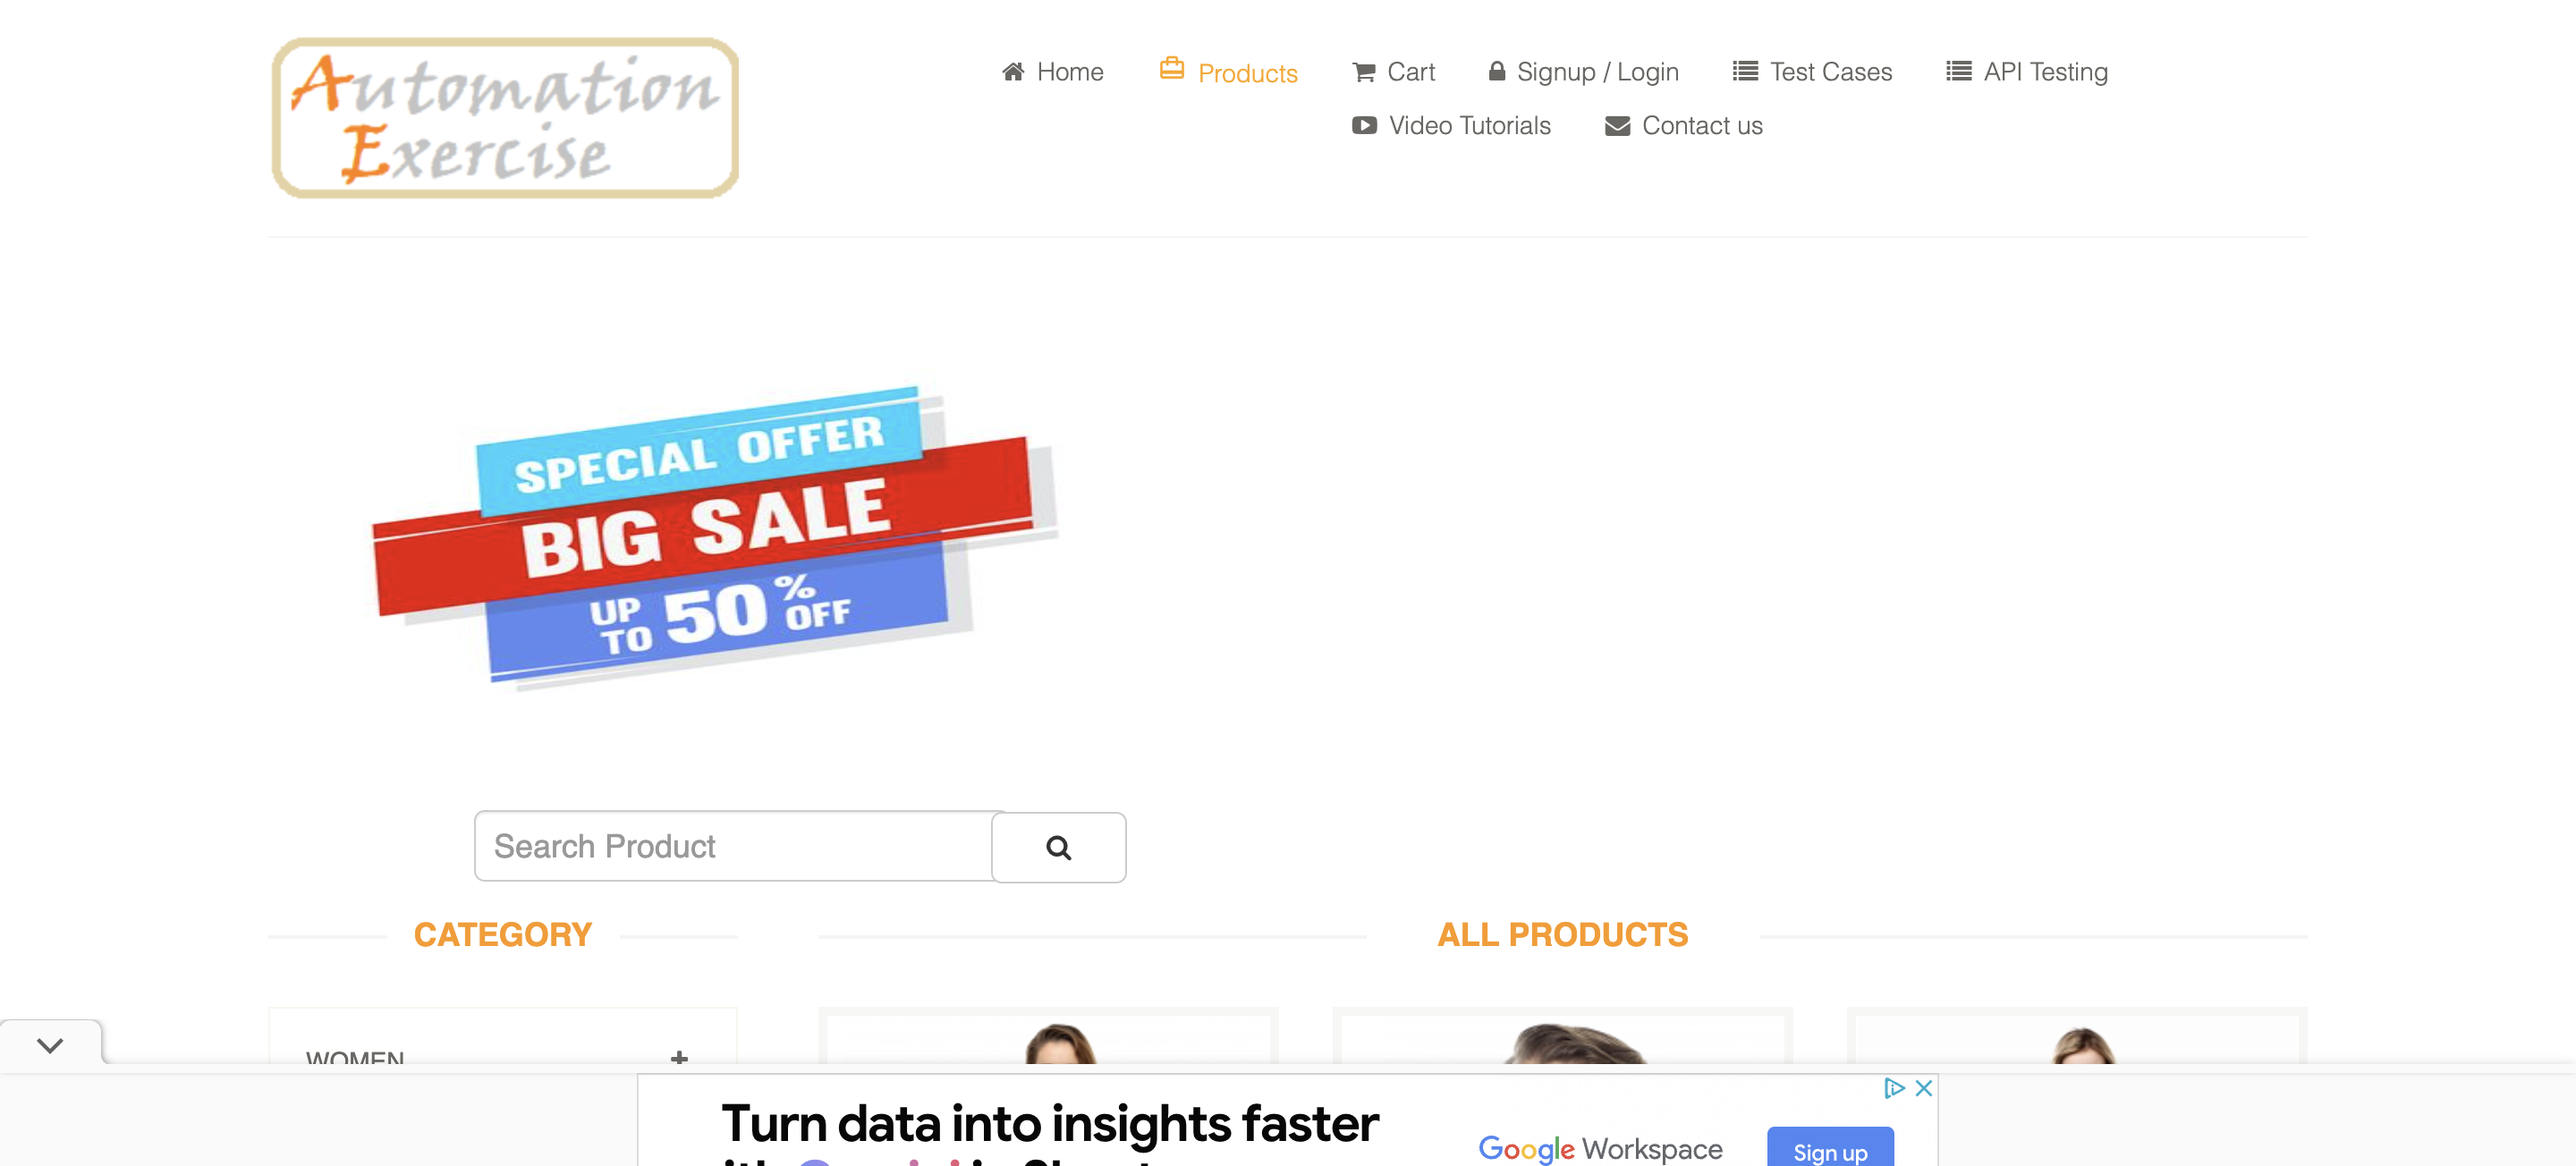 Automation
Exercise
Home Products Cart Signup / Login Test Cases API Testing
Video Tutorials Contact us
SPECIAL OFFER
BIG SALE
UP TO 50% OFF
Search Product
CATEGORY
ALL PRODUCTS
WOMEN
Turn data into insights faster
Google Workspace
Sign up